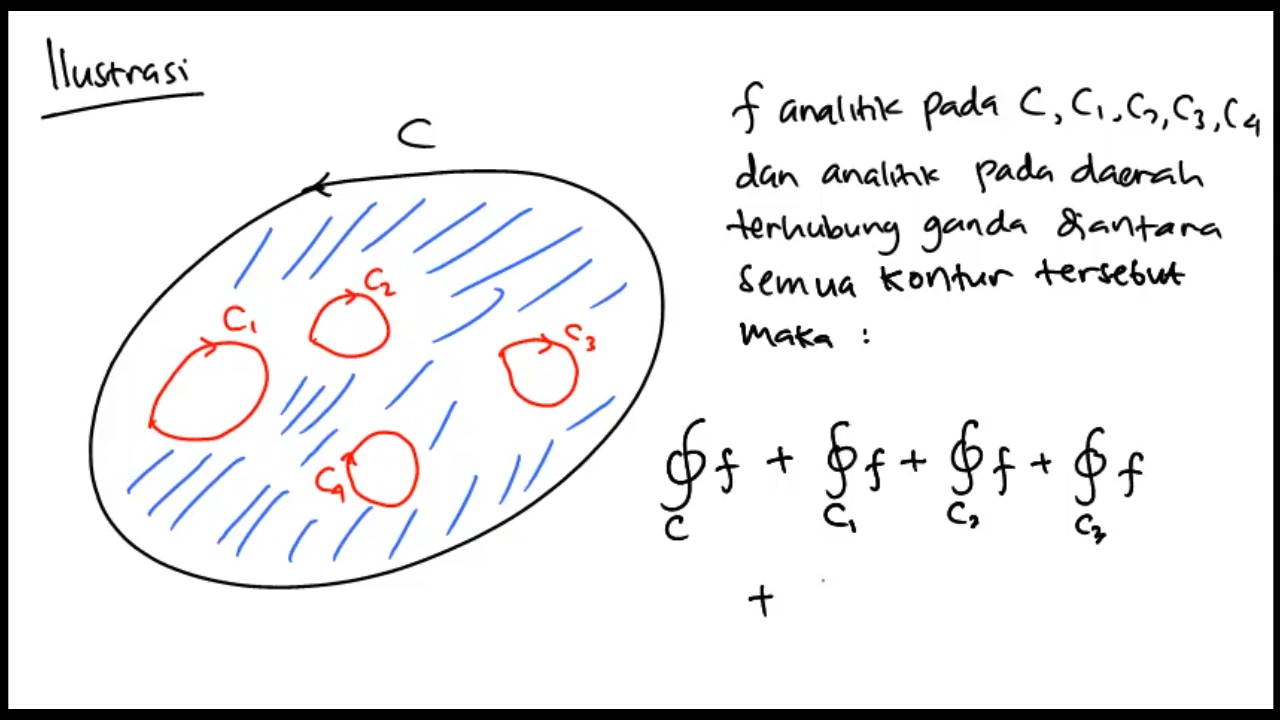 Ilustrasi
C
C₁
C₂
C₃
C₄
f analitik pada C, C₁, C₂, C₃, C₄
dan analitik pada daerah
terhubung ganda diantara
semua kontur tersebut
maka :
∮f + ∮f + ∮f + ∮f
C C₁ C₂ C₃
+